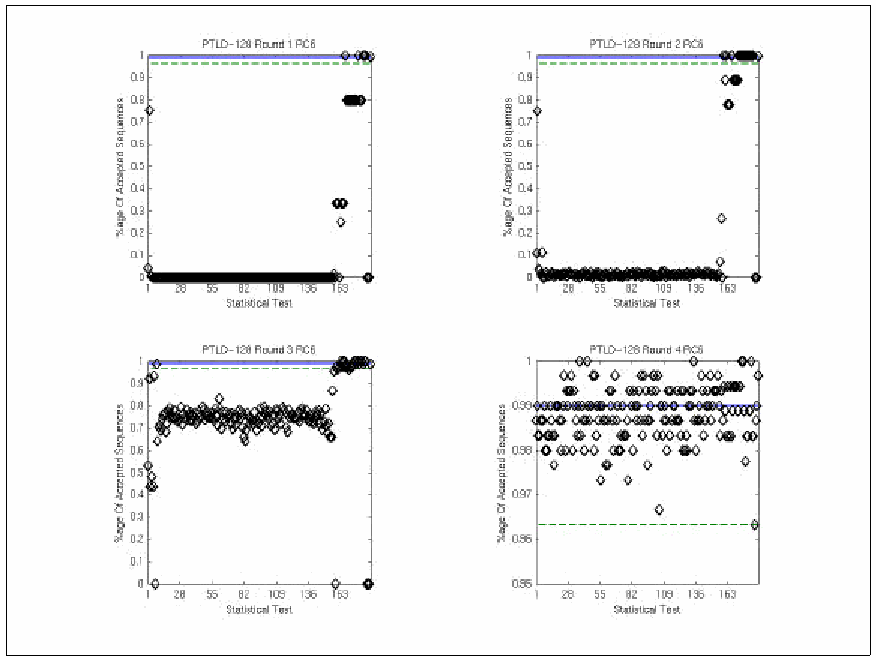 PTLD-128 Round 1 RC6
1
0.9
0.8
0.7
0.6
0.5
0.4
0.3
0.2
0.1
0
%age Of Accepted Sequences
1 28 55 82 109 136 163
Statistical Test
PTLD-128 Round 2 RC6
1
0.9
0.8
0.7
0.6
0.5
0.4
0.3
0.2
0.1
0
%age Of Accepted Sequences
1 28 55 82 109 136 163
Statistical Test
PTLD-128 Round 3 RC6
1
0.9
0.8
0.7
0.6
0.5
0.4
0.3
0.2
0.1
0
%age Of Accepted Sequences
1 28 55 82 109 136 163
Statistical Test
PTLD-128 Round 4 RC6
1
0.99
0.98
0.97
0.96
0.95
%age Of Accepted Sequences
1 28 55 82 109 136 163
Statistical Test